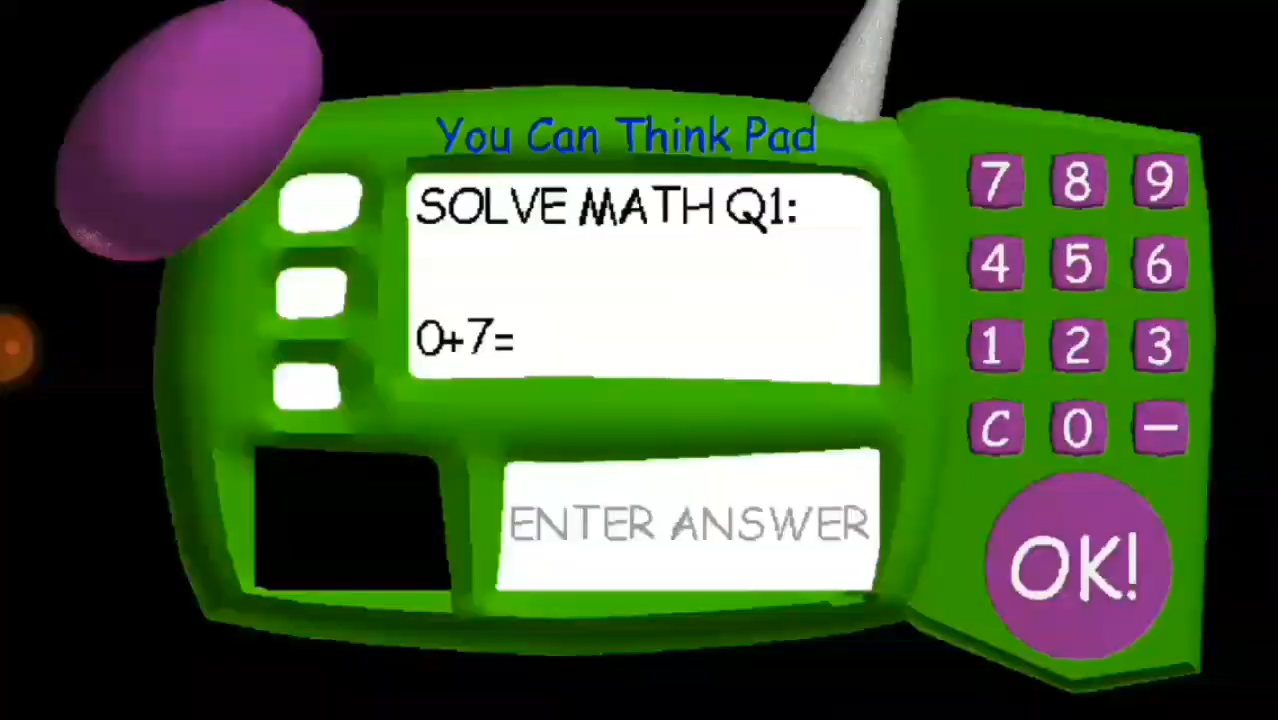 You Can Think Pad
SOLVE MATH Q1:
0+7=
ENTER ANSWER
7 8 9
4 5 6
1 2 3
C 0 −
OK!